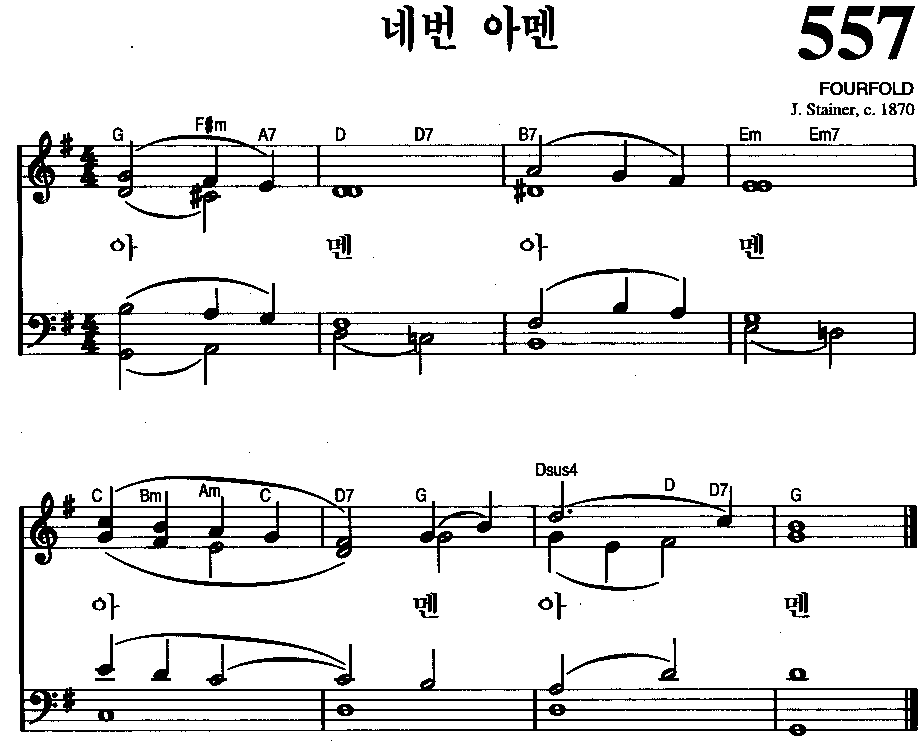 네번 아멘
557
FOURFOLD
J. Stainer, c. 1870
G F#m A7 D D7 B7 Em Em7
아 멘 아 멘
C Bm Am C D7 G Dsus4 D D7 G
아 멘 아 멘